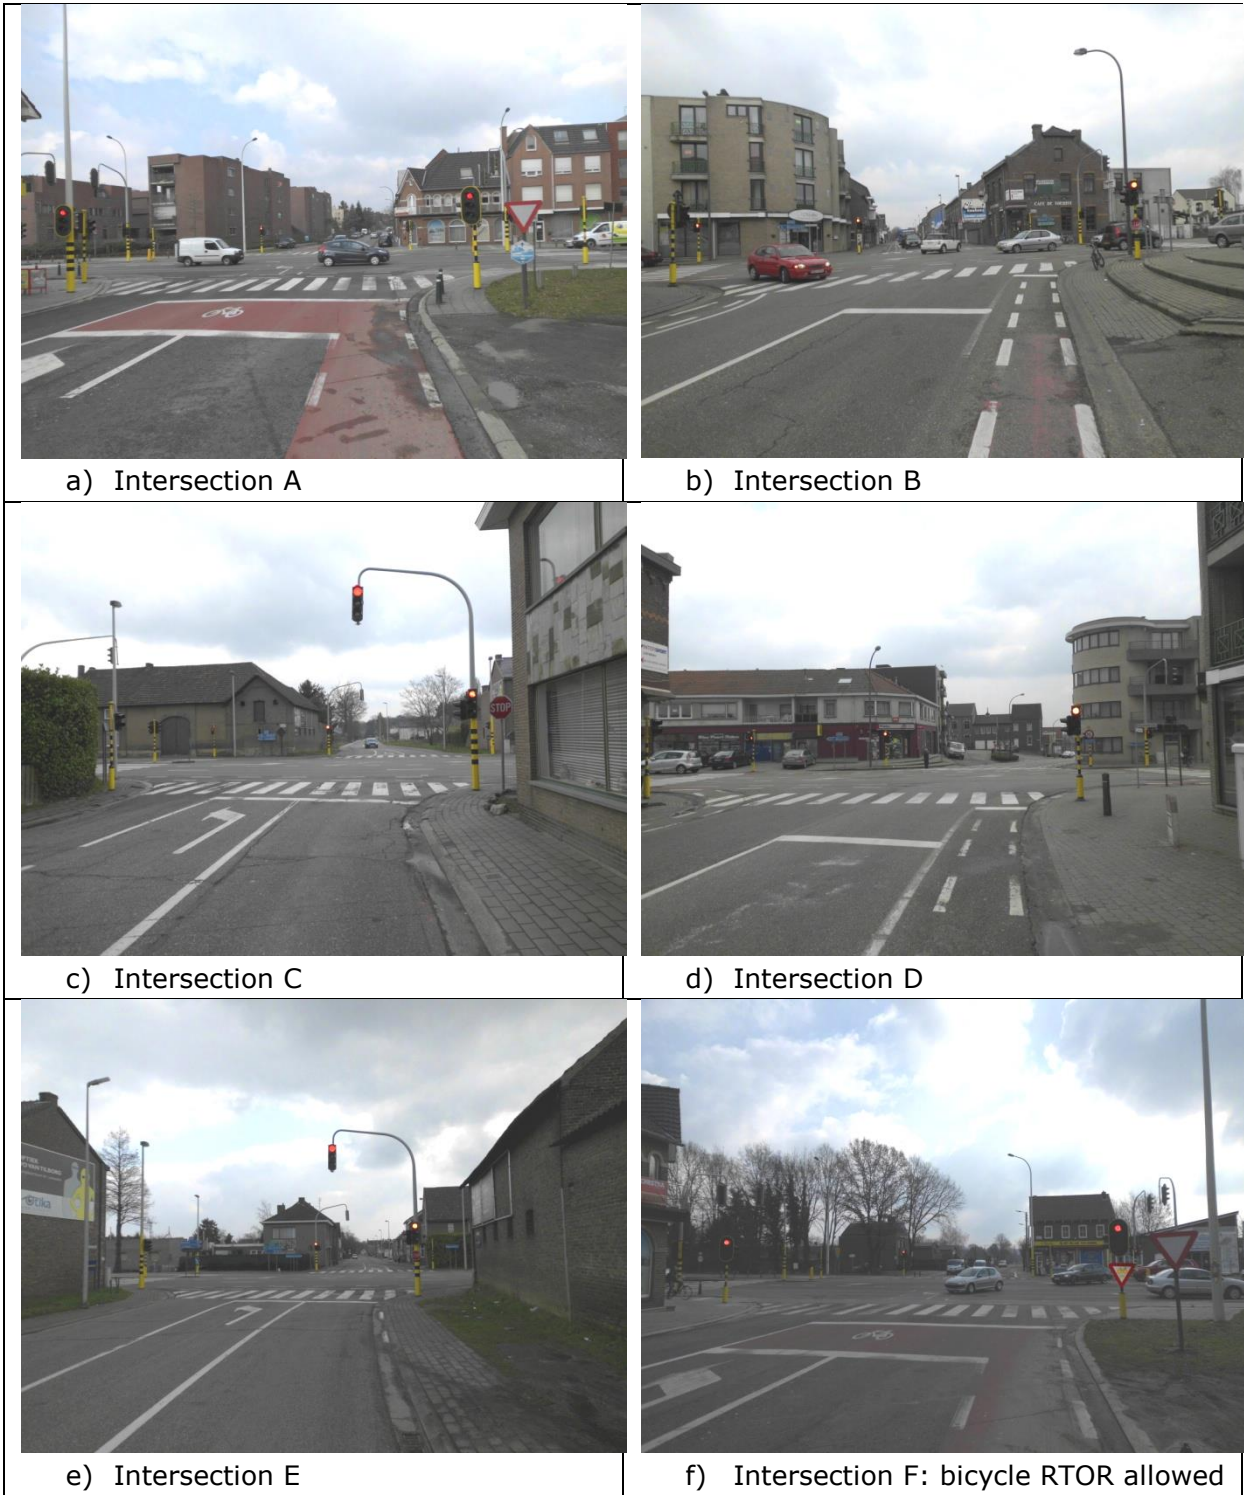 a) Intersection A
b) Intersection B
STOP
c) Intersection C
d) Intersection D
e) Intersection E
f) Intersection F: bicycle RTOR allowed